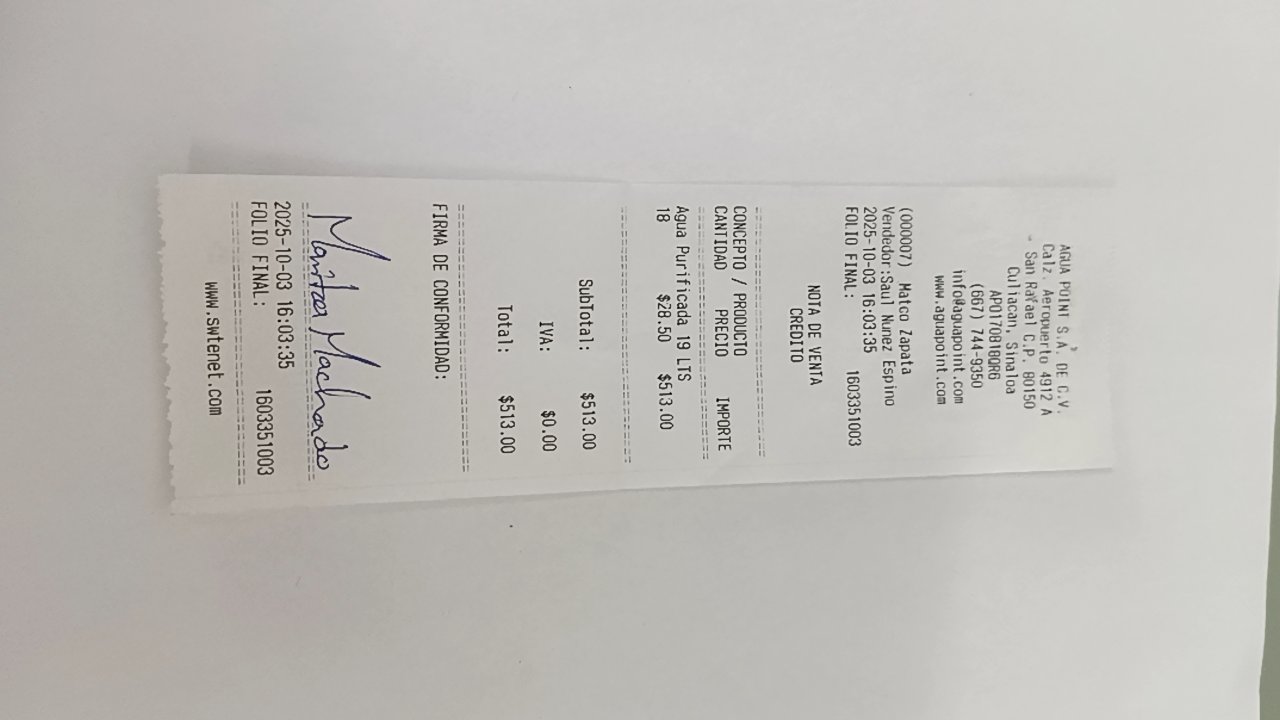 AGUA POINT S.A. DE C.V.
Calz. Aeropuerto 4912 A
- San Rafael C.P. 80150
Culiacan, Sinaloa
APO170818QR6
(667) 744-9350
info@aguapoint.com
www.aguapoint.com
(000007) Matco Zapata
Vendedor:Saul Nunez Espino
2025-10-03 16:03:35
FOLIO FINAL: 1603351003
NOTA DE VENTA
CREDITO
CONCEPTO / PRODUCTO
CANTIDAD PRECIO IMPORTE
Agua Purificada 19 LTS
18 $28.50 $513.00
SubTotal: $513.00
IVA: $0.00
Total: $513.00
FIRMA DE CONFORMIDAD:
Maritza Machado
2025-10-03 16:03:35
FOLIO FINAL: 1603351003
www.swtenet.com